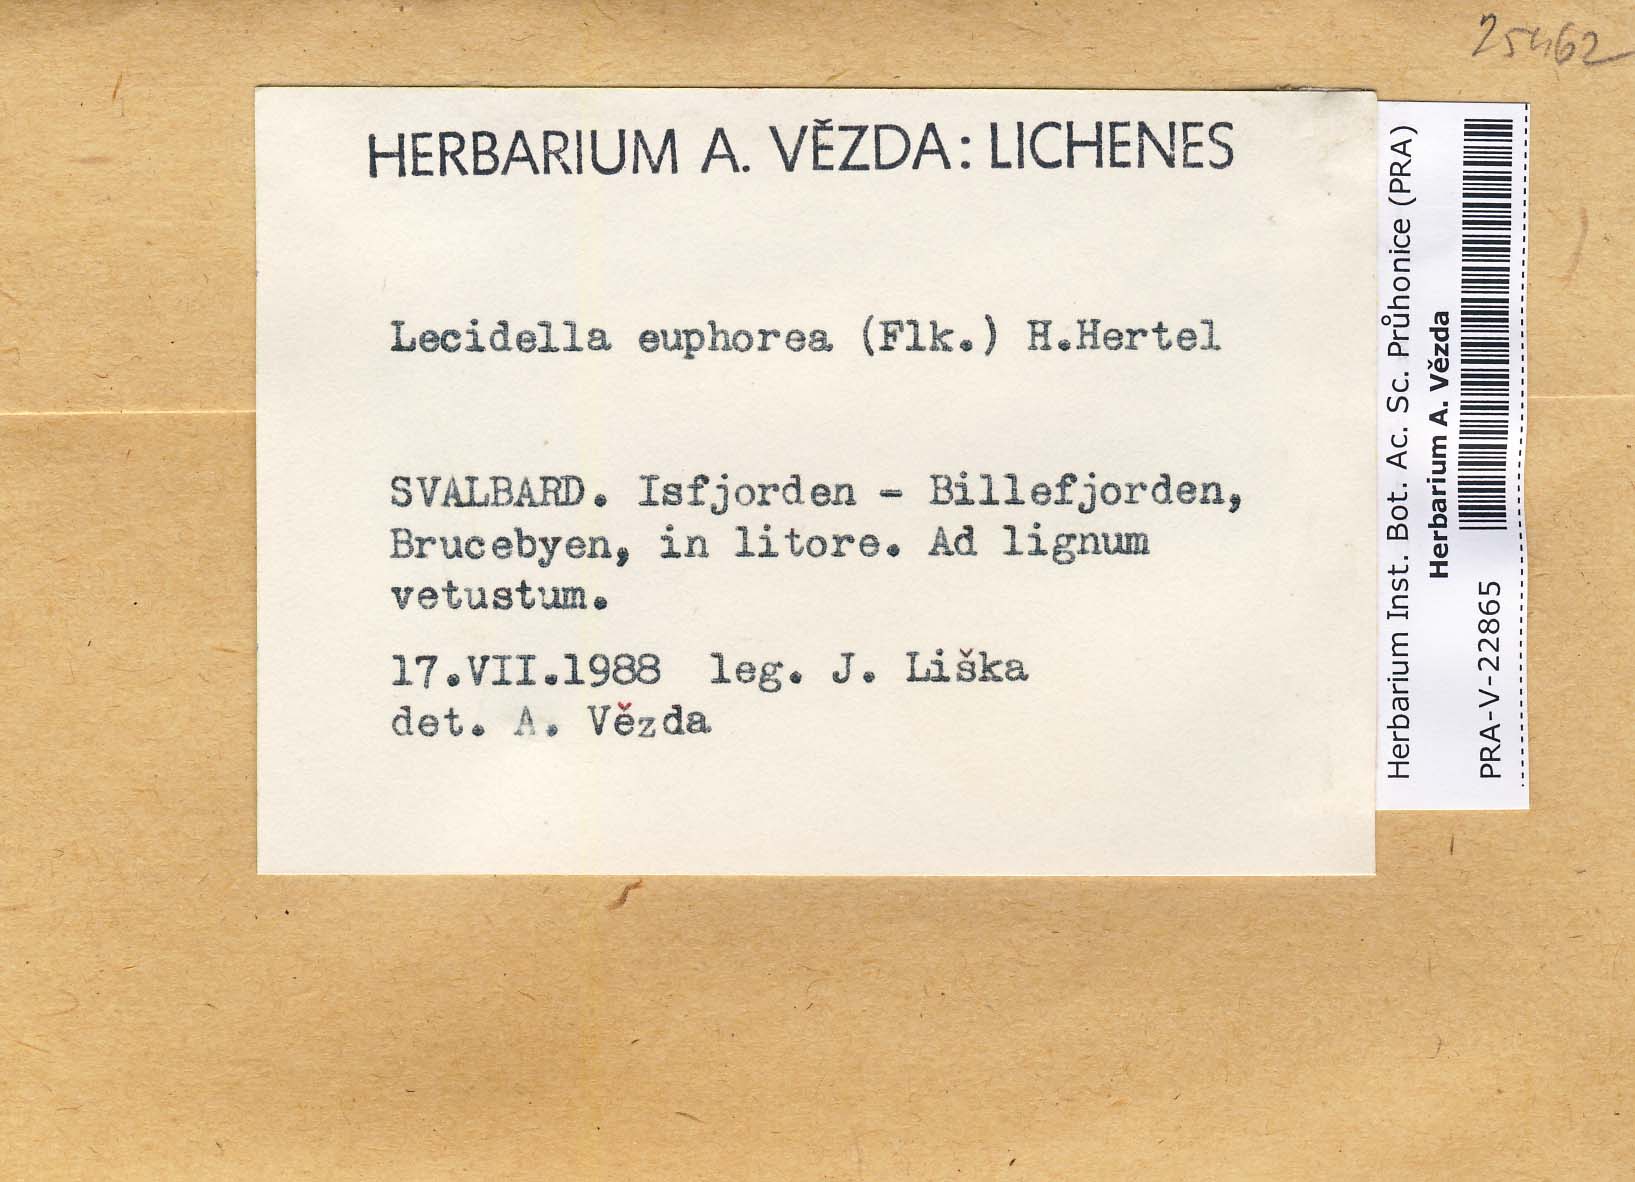 25462
HERBARIUM A. VĚZDA: LICHENES
Lecidella euphorea (Flk.) H.Hertel
SVALBARD. Isfjorden - Billefjorden,
Brucebyen, in litore. Ad lignum
vetustum.
17.VII.1988 leg. J. Liška
det. A. Vězda
Herbarium Inst. Bot. Ac. Sc. Průhonice (PRA)
Herbarium A. Vězda
PRA-V-22865